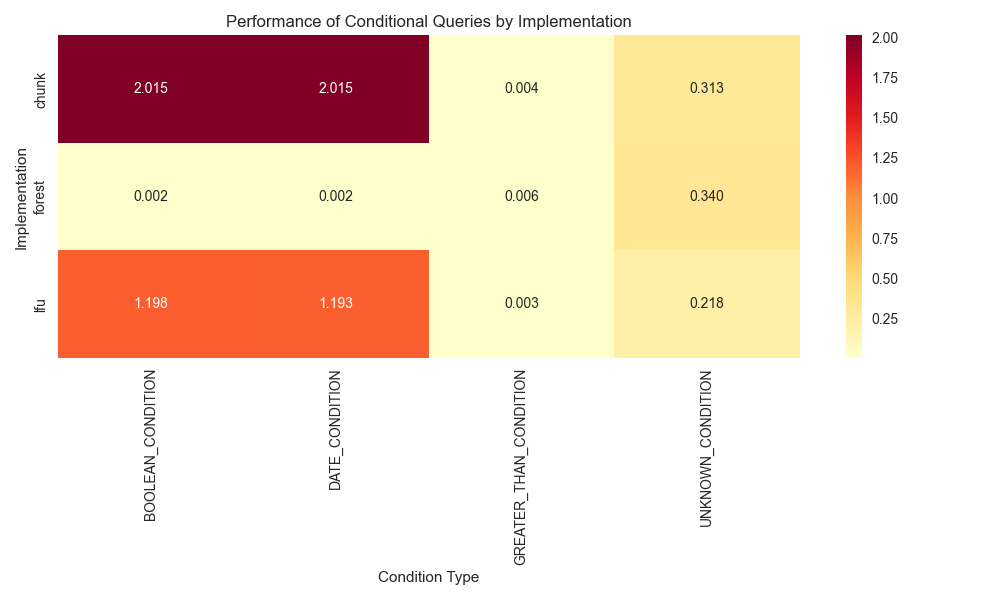 Performance of Conditional Queries by Implementation
Implementation
chunk
2.015 2.015 0.004 0.313
forest
0.002 0.002 0.006 0.340
lfu
1.198 1.193 0.003 0.218
BOOLEAN_CONDITION
DATE_CONDITION
GREATER_THAN_CONDITION
UNKNOWN_CONDITION
Condition Type
2.00
1.75
1.50
1.25
1.00
0.75
0.50
0.25